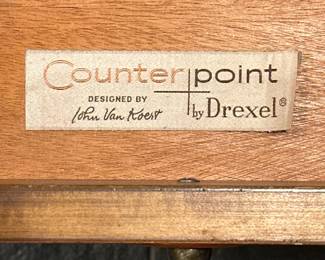 Counterpoint
DESIGNED BY
John Van Koert
by Drexel®